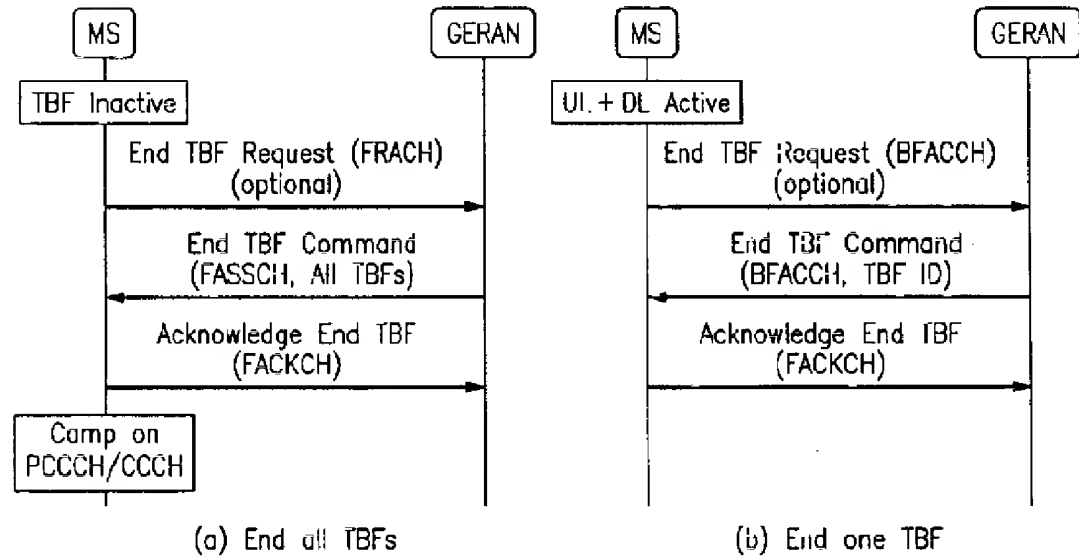 MS
GERAN
TBF Inactive
End TBF Request (FRACH)
(optional)
End TBF Command
(FASSCH, All TBFs)
Acknowledge End TBF
(FACKCH)
Camp on
PCCCH/CCCH
(a) End all TBFs
MS
GERAN
UL + DL Active
End TBF Request (BFACCH)
(optional)
End TBF Command
(BFACCH, TBF ID)
Acknowledge End TBF
(FACKCH)
(b) End one TBF